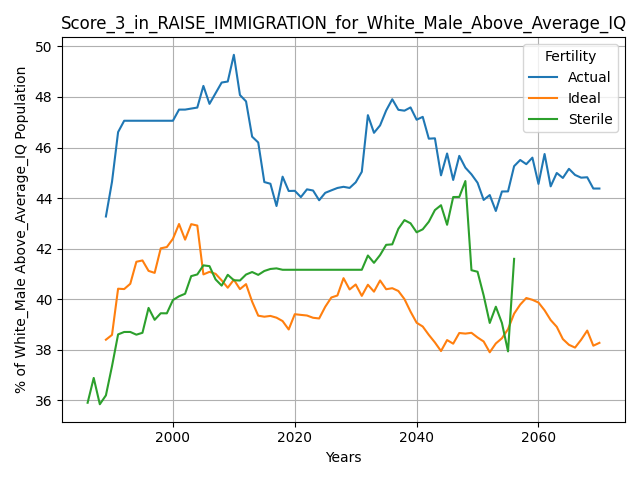 Score_3_in_RAISE_IMMIGRATION_for_White_Male_Above_Average_IQ
% of White_Male Above_Average_IQ Population
50
48
46
44
42
40
38
36
Fertility
Actual
Ideal
Sterile
2000
2020
2040
2060
Years